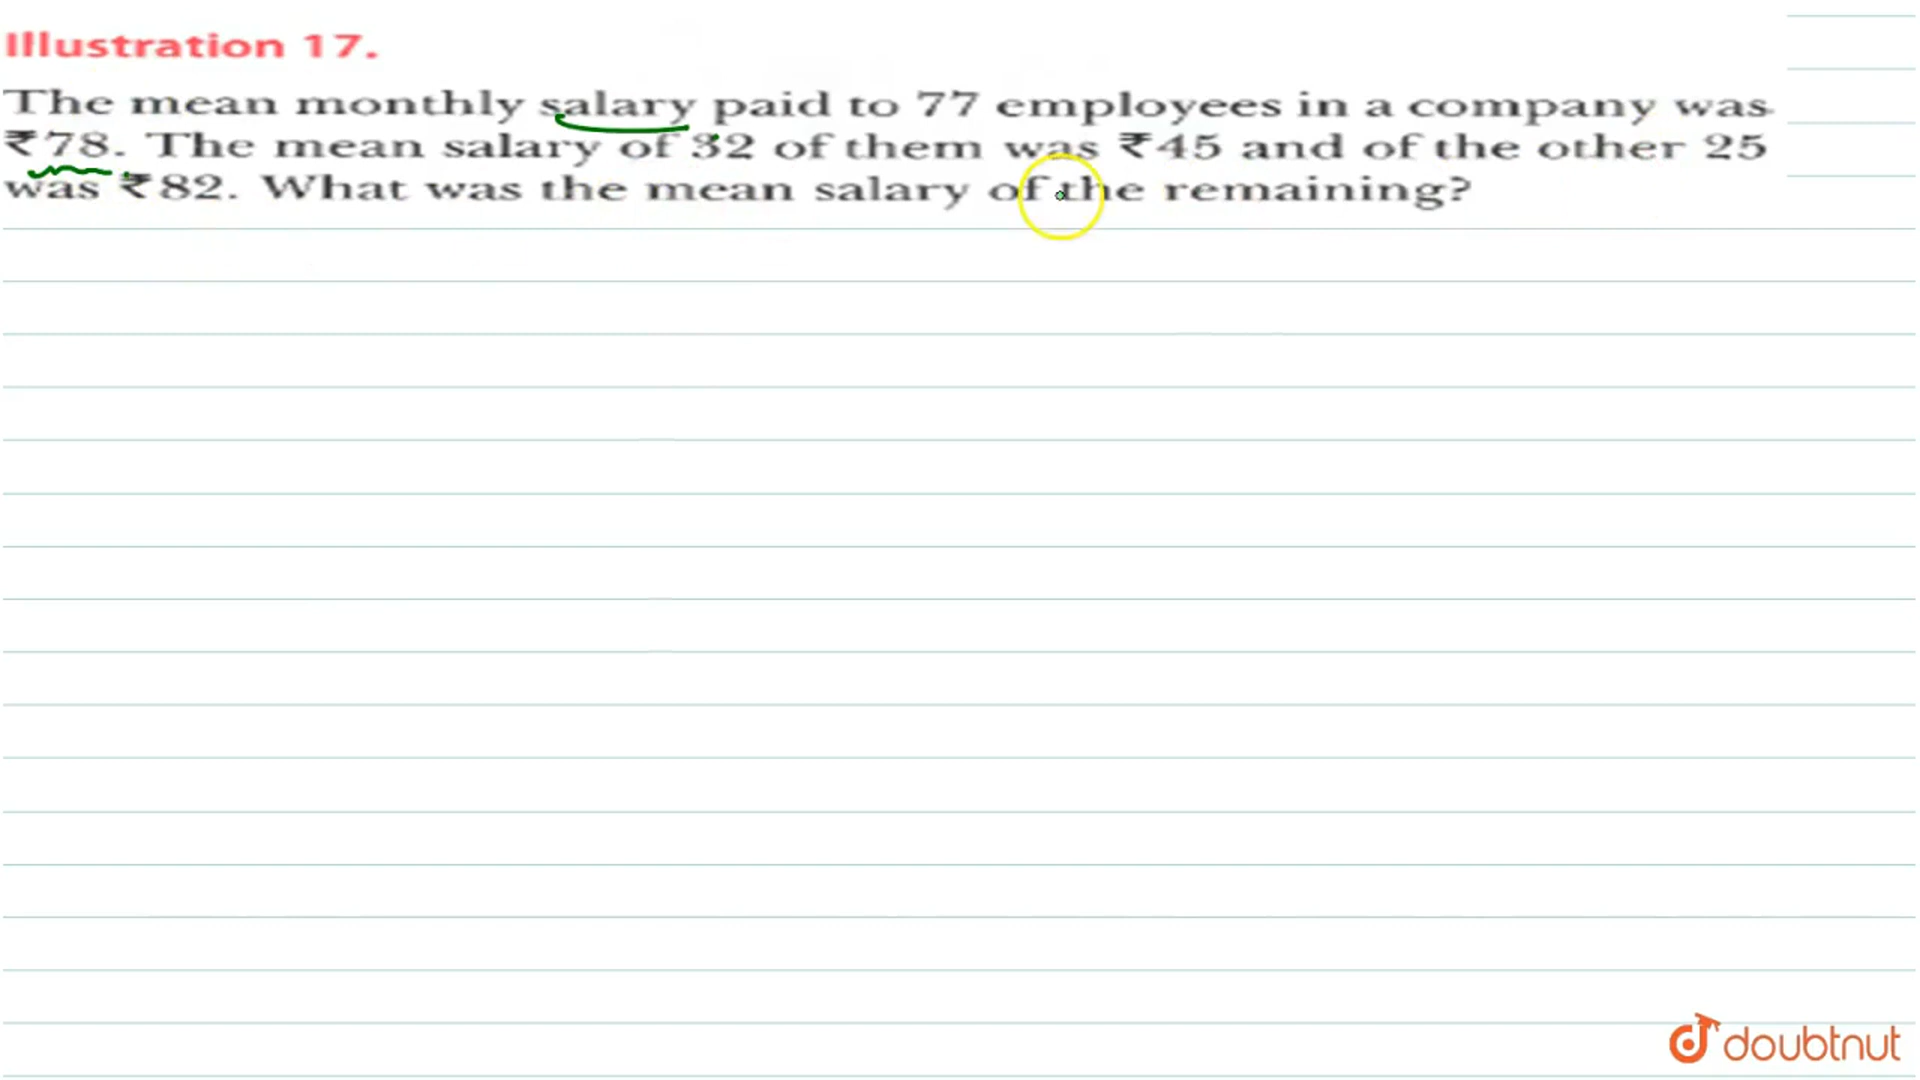 Illustration 17.
The mean monthly salary paid to 77 employees in a company was
₹78. The mean salary of 32 of them was ₹45 and of the other 25
was ₹82. What was the mean salary of the remaining?
doubtnut